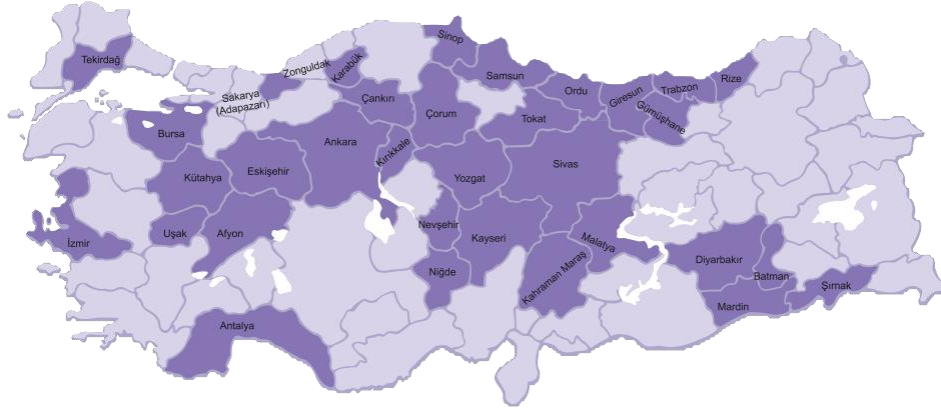 Sinop
Tekirdağ
Zonguldak
Karabük
Samsun
Rize
Ordu
Trabzon
Giresun
Sakarya
(Adapazarı)
Çankırı
Çorum
Tokat
Gümüşhane
Bursa
Ankara
Kırıkkale
Kütahya
Eskişehir
Yozgat
Sivas
Nevşehir
İzmir
Uşak
Afyon
Kayseri
Malatya
Diyarbakır
Niğde
Kahraman Maraş
Batman
Şırnak
Mardin
Antalya